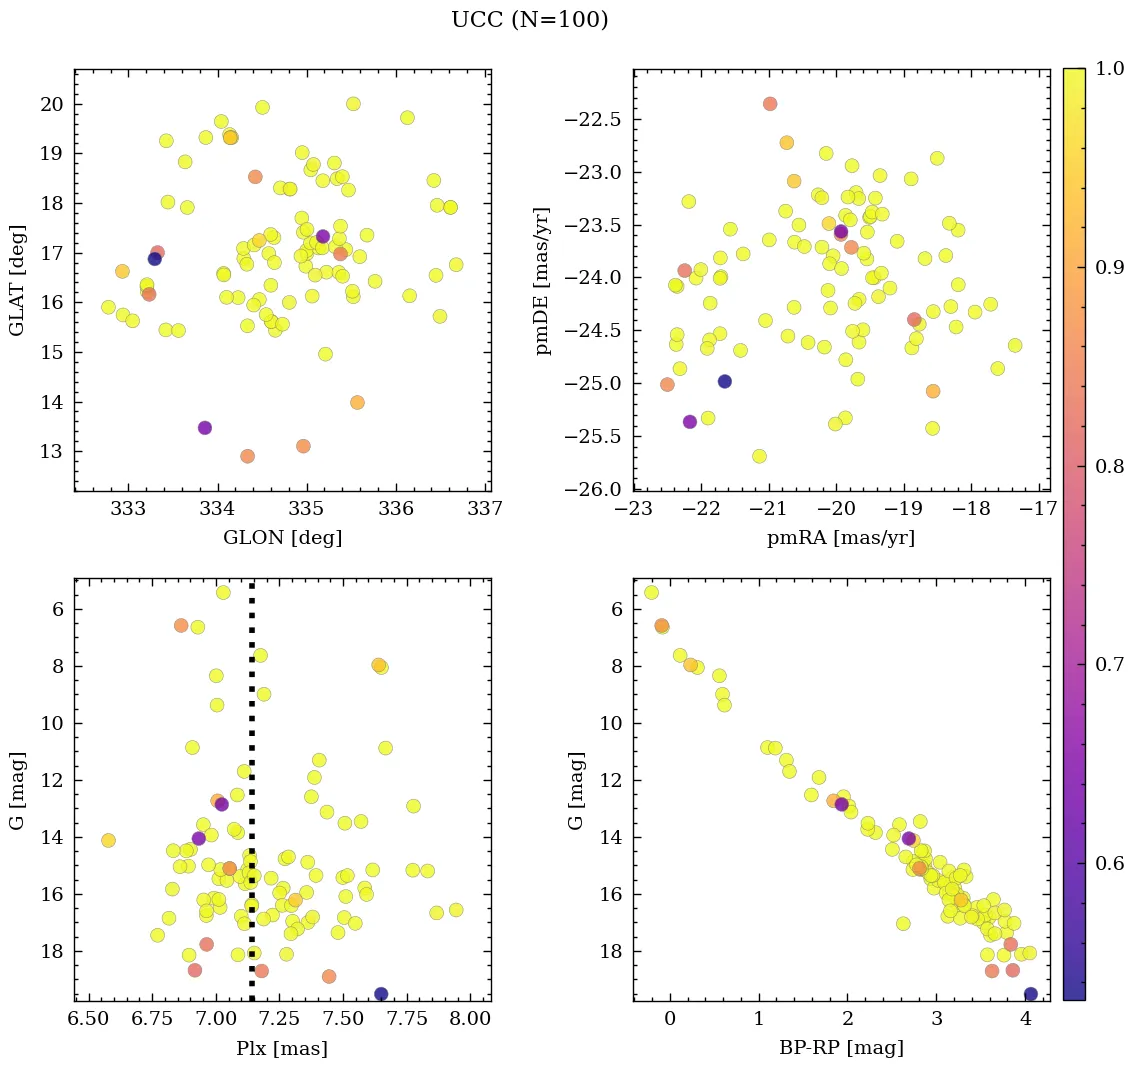 UCC (N=100)
20
19
18
17
16
15
14
13
GLAT [deg]
333 334 335 336 337
GLON [deg]
−22.5
−23.0
−23.5
−24.0
−24.5
−25.0
−25.5
−26.0
pmDE [mas/yr]
−23 −22 −21 −20 −19 −18 −17
pmRA [mas/yr]
1.0
0.9
0.8
0.7
0.6
6
8
10
12
14
16
18
G [mag]
6.50 6.75 7.00 7.25 7.50 7.75 8.00
Plx [mas]
6
8
10
12
14
16
18
G [mag]
0 1 2 3 4
BP-RP [mag]